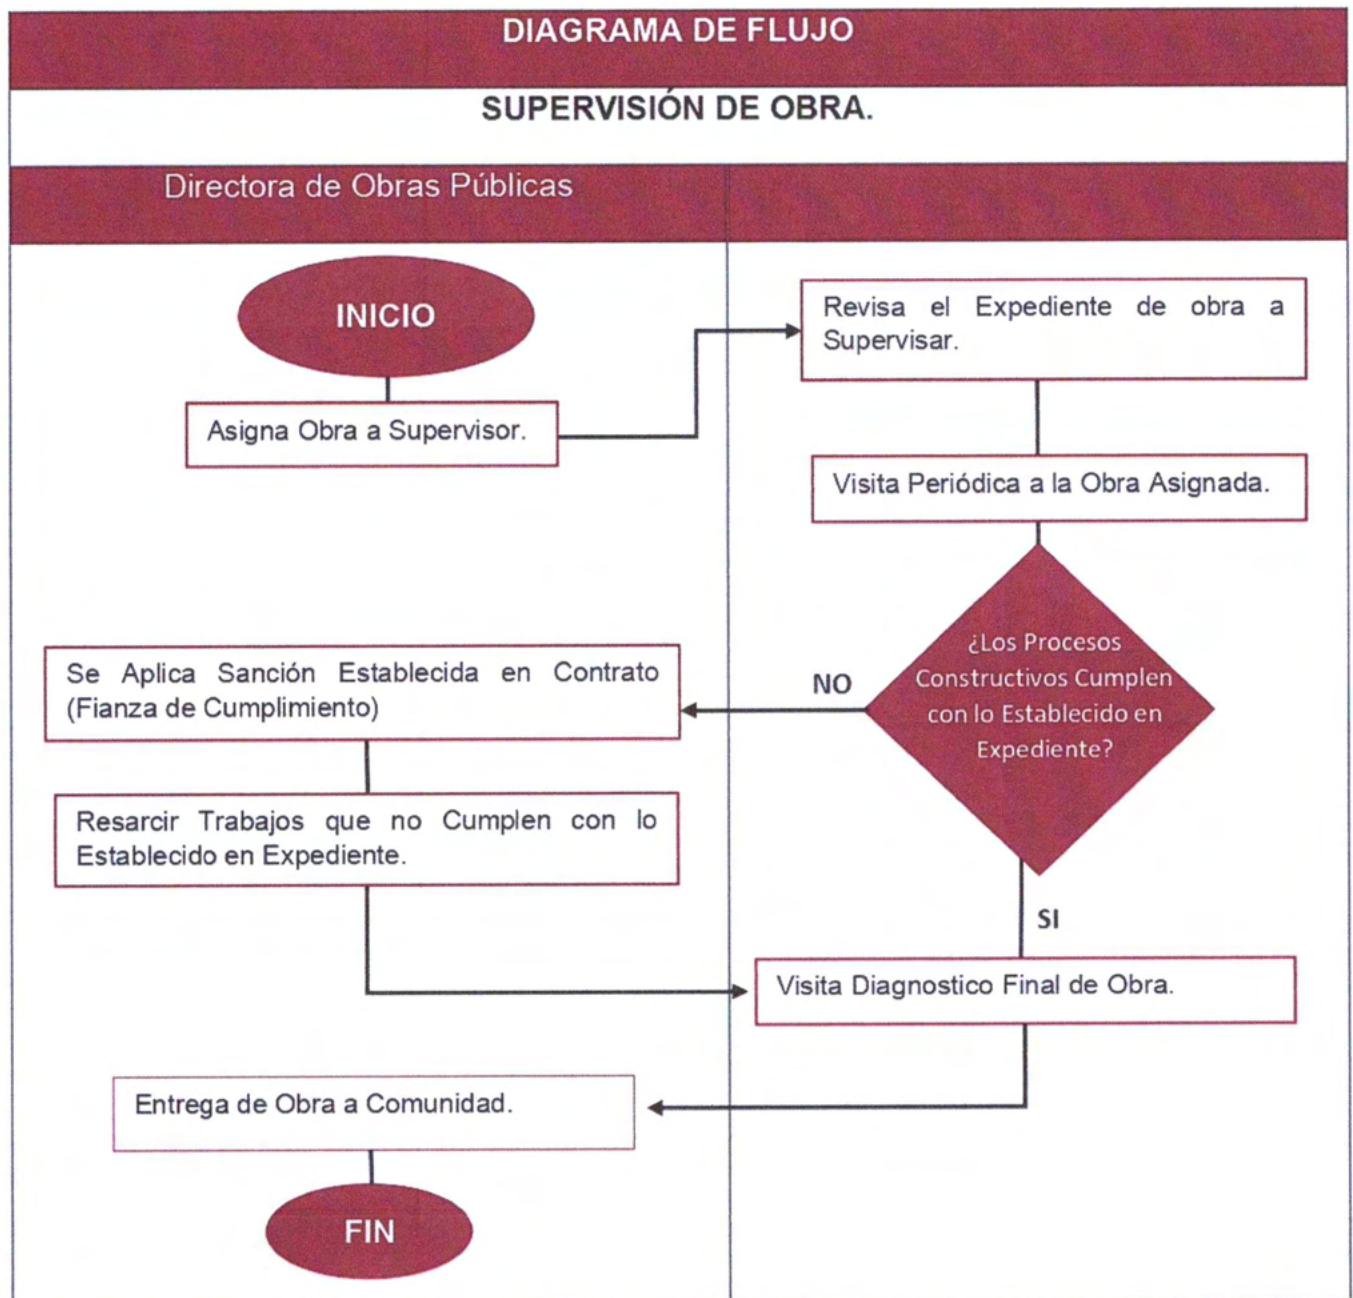 DIAGRAMA DE FLUJO
SUPERVISIÓN DE OBRA.
Directora de Obras Públicas
INICIO
Asigna Obra a Supervisor.
Revisa el Expediente de obra a
Supervisar.
Visita Periódica a la Obra Asignada.
¿Los Procesos
Constructivos Cumplen
con lo Establecido en
Expediente?
NO
Se Aplica Sanción Establecida en Contrato
(Fianza de Cumplimiento)
Resarcir Trabajos que no Cumplen con lo
Establecido en Expediente.
SI
Visita Diagnostico Final de Obra.
Entrega de Obra a Comunidad.
FIN